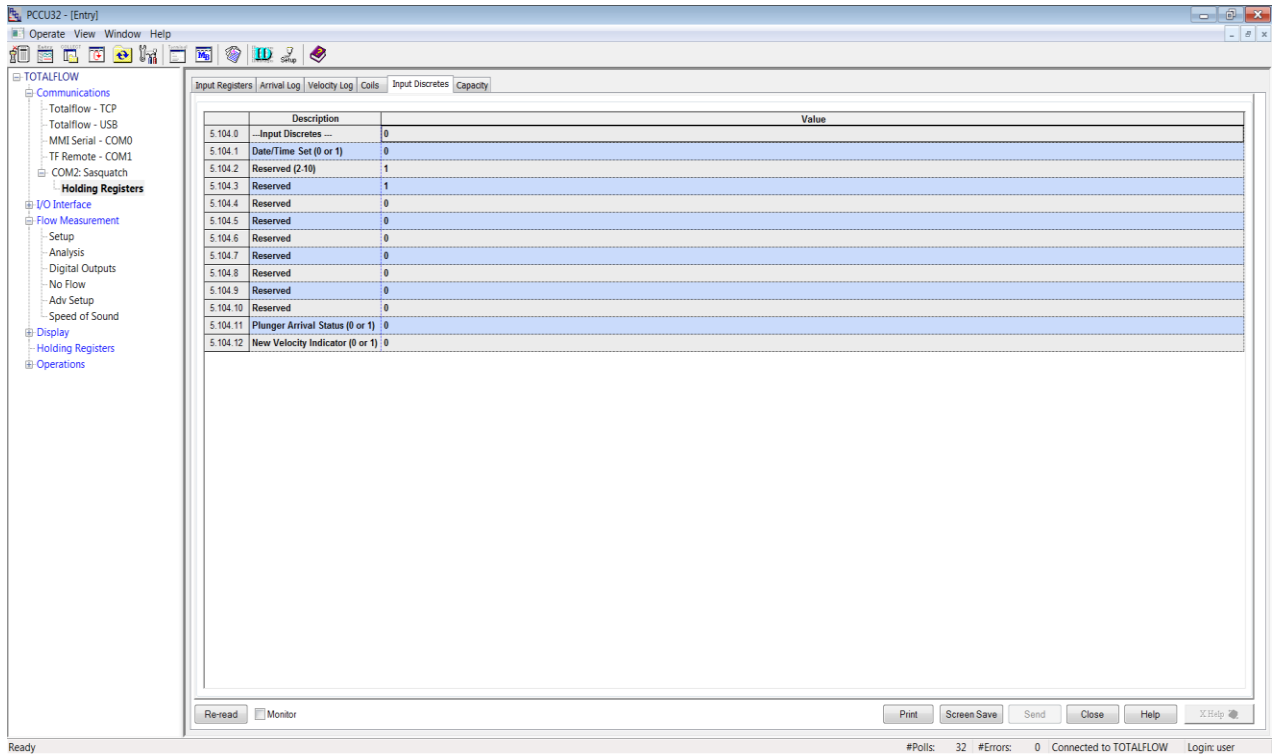 PCCU32 - [Entry]
Operate View Window Help
TOTALFLOW
Communications
Totalflow - TCP
Totalflow - USB
MMI Serial - COM0
TF Remote - COM1
COM2: Sasquatch
Holding Registers
I/O Interface
Flow Measurement
Setup
Analysis
Digital Outputs
No Flow
Adv Setup
Speed of Sound
Display
Holding Registers
Operations
Input Registers Arrival Log Velocity Log Coils Input Discretes Capacity
Description Value
5.104.0 ---Input Discretes --- 0
5.104.1 Date/Time Set (0 or 1) 0
5.104.2 Reserved (2-10) 1
5.104.3 Reserved 1
5.104.4 Reserved 0
5.104.5 Reserved 0
5.104.6 Reserved 0
5.104.7 Reserved 0
5.104.8 Reserved 0
5.104.9 Reserved 0
5.104.10 Reserved 0
5.104.11 Plunger Arrival Status (0 or 1) 0
5.104.12 New Velocity Indicator (0 or 1) 0
Re-read Monitor Print Screen Save Send Close Help X Help
Ready #Polls: 32 #Errors: 0 Connected to TOTALFLOW Login: user